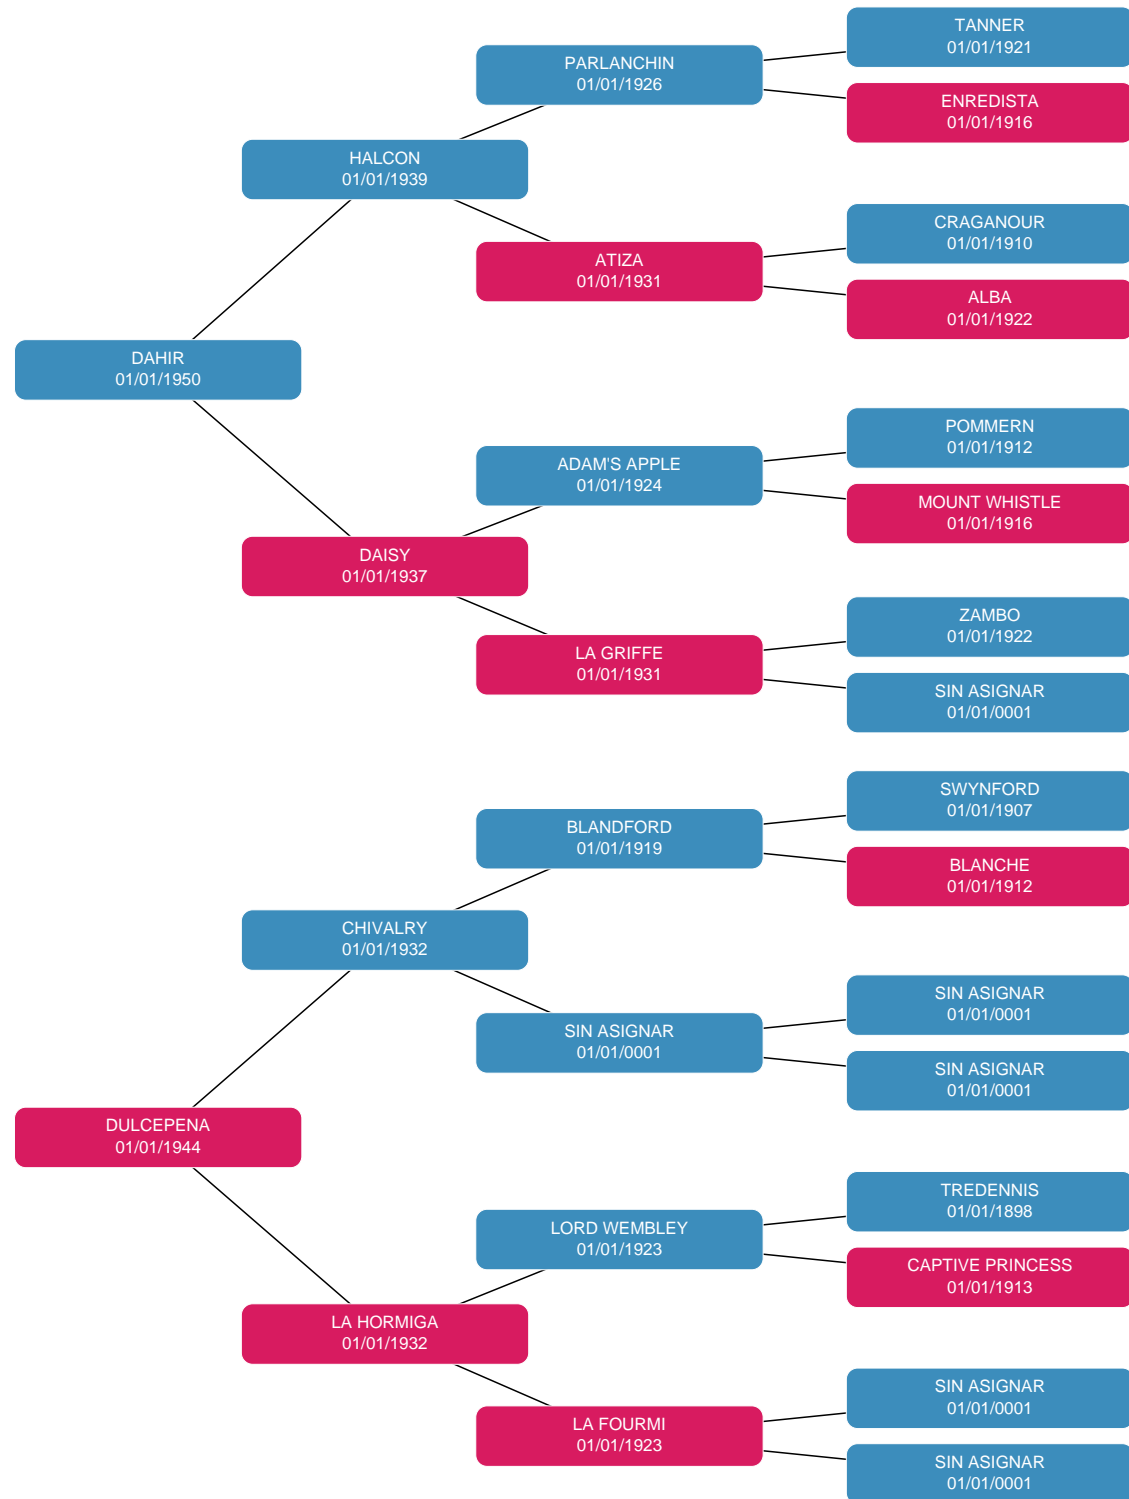 TANNER
01/01/1921
PARLANCHIN
01/01/1926
ENREDISTA
01/01/1916
HALCON
01/01/1939
CRAGANOUR
01/01/1910
ATIZA
01/01/1931
ALBA
01/01/1922
DAHIR
01/01/1950
POMMERN
01/01/1912
ADAM'S APPLE
01/01/1924
MOUNT WHISTLE
01/01/1916
DAISY
01/01/1937
ZAMBO
01/01/1922
LA GRIFFE
01/01/1931
SIN ASIGNAR
01/01/0001
SWYNFORD
01/01/1907
BLANDFORD
01/01/1919
BLANCHE
01/01/1912
CHIVALRY
01/01/1932
SIN ASIGNAR
01/01/0001
SIN ASIGNAR
01/01/0001
SIN ASIGNAR
01/01/0001
DULCEPENA
01/01/1944
TREDENNIS
01/01/1898
LORD WEMBLEY
01/01/1923
CAPTIVE PRINCESS
01/01/1913
LA HORMIGA
01/01/1932
SIN ASIGNAR
01/01/0001
LA FOURMI
01/01/1923
SIN ASIGNAR
01/01/0001